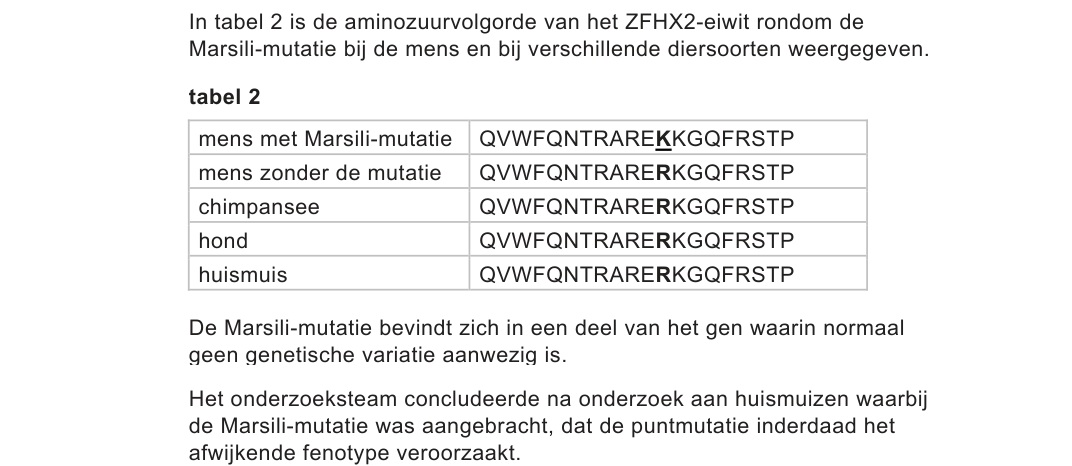 In tabel 2 is de aminozuurvolgorde van het ZFHX2-eiwit rondom de
Marsili-mutatie bij de mens en bij verschillende diersoorten weergegeven.
tabel 2
mens met Marsili-mutatie QVWFQNTRAREKKGQFRSTP
mens zonder de mutatie QVWFQNTRARERKGQFRSTP
chimpansee QVWFQNTRARERKGQFRSTP
hond QVWFQNTRARERKGQFRSTP
huismuis QVWFQNTRARERKGQFRSTP
De Marsili-mutatie bevindt zich in een deel van het gen waarin normaal
geen genetische variatie aanwezig is.
Het onderzoeksteam concludeerde na onderzoek aan huismuizen waarbij
de Marsili-mutatie was aangebracht, dat de puntmutatie inderdaad het
afwijkende fenotype veroorzaakt.